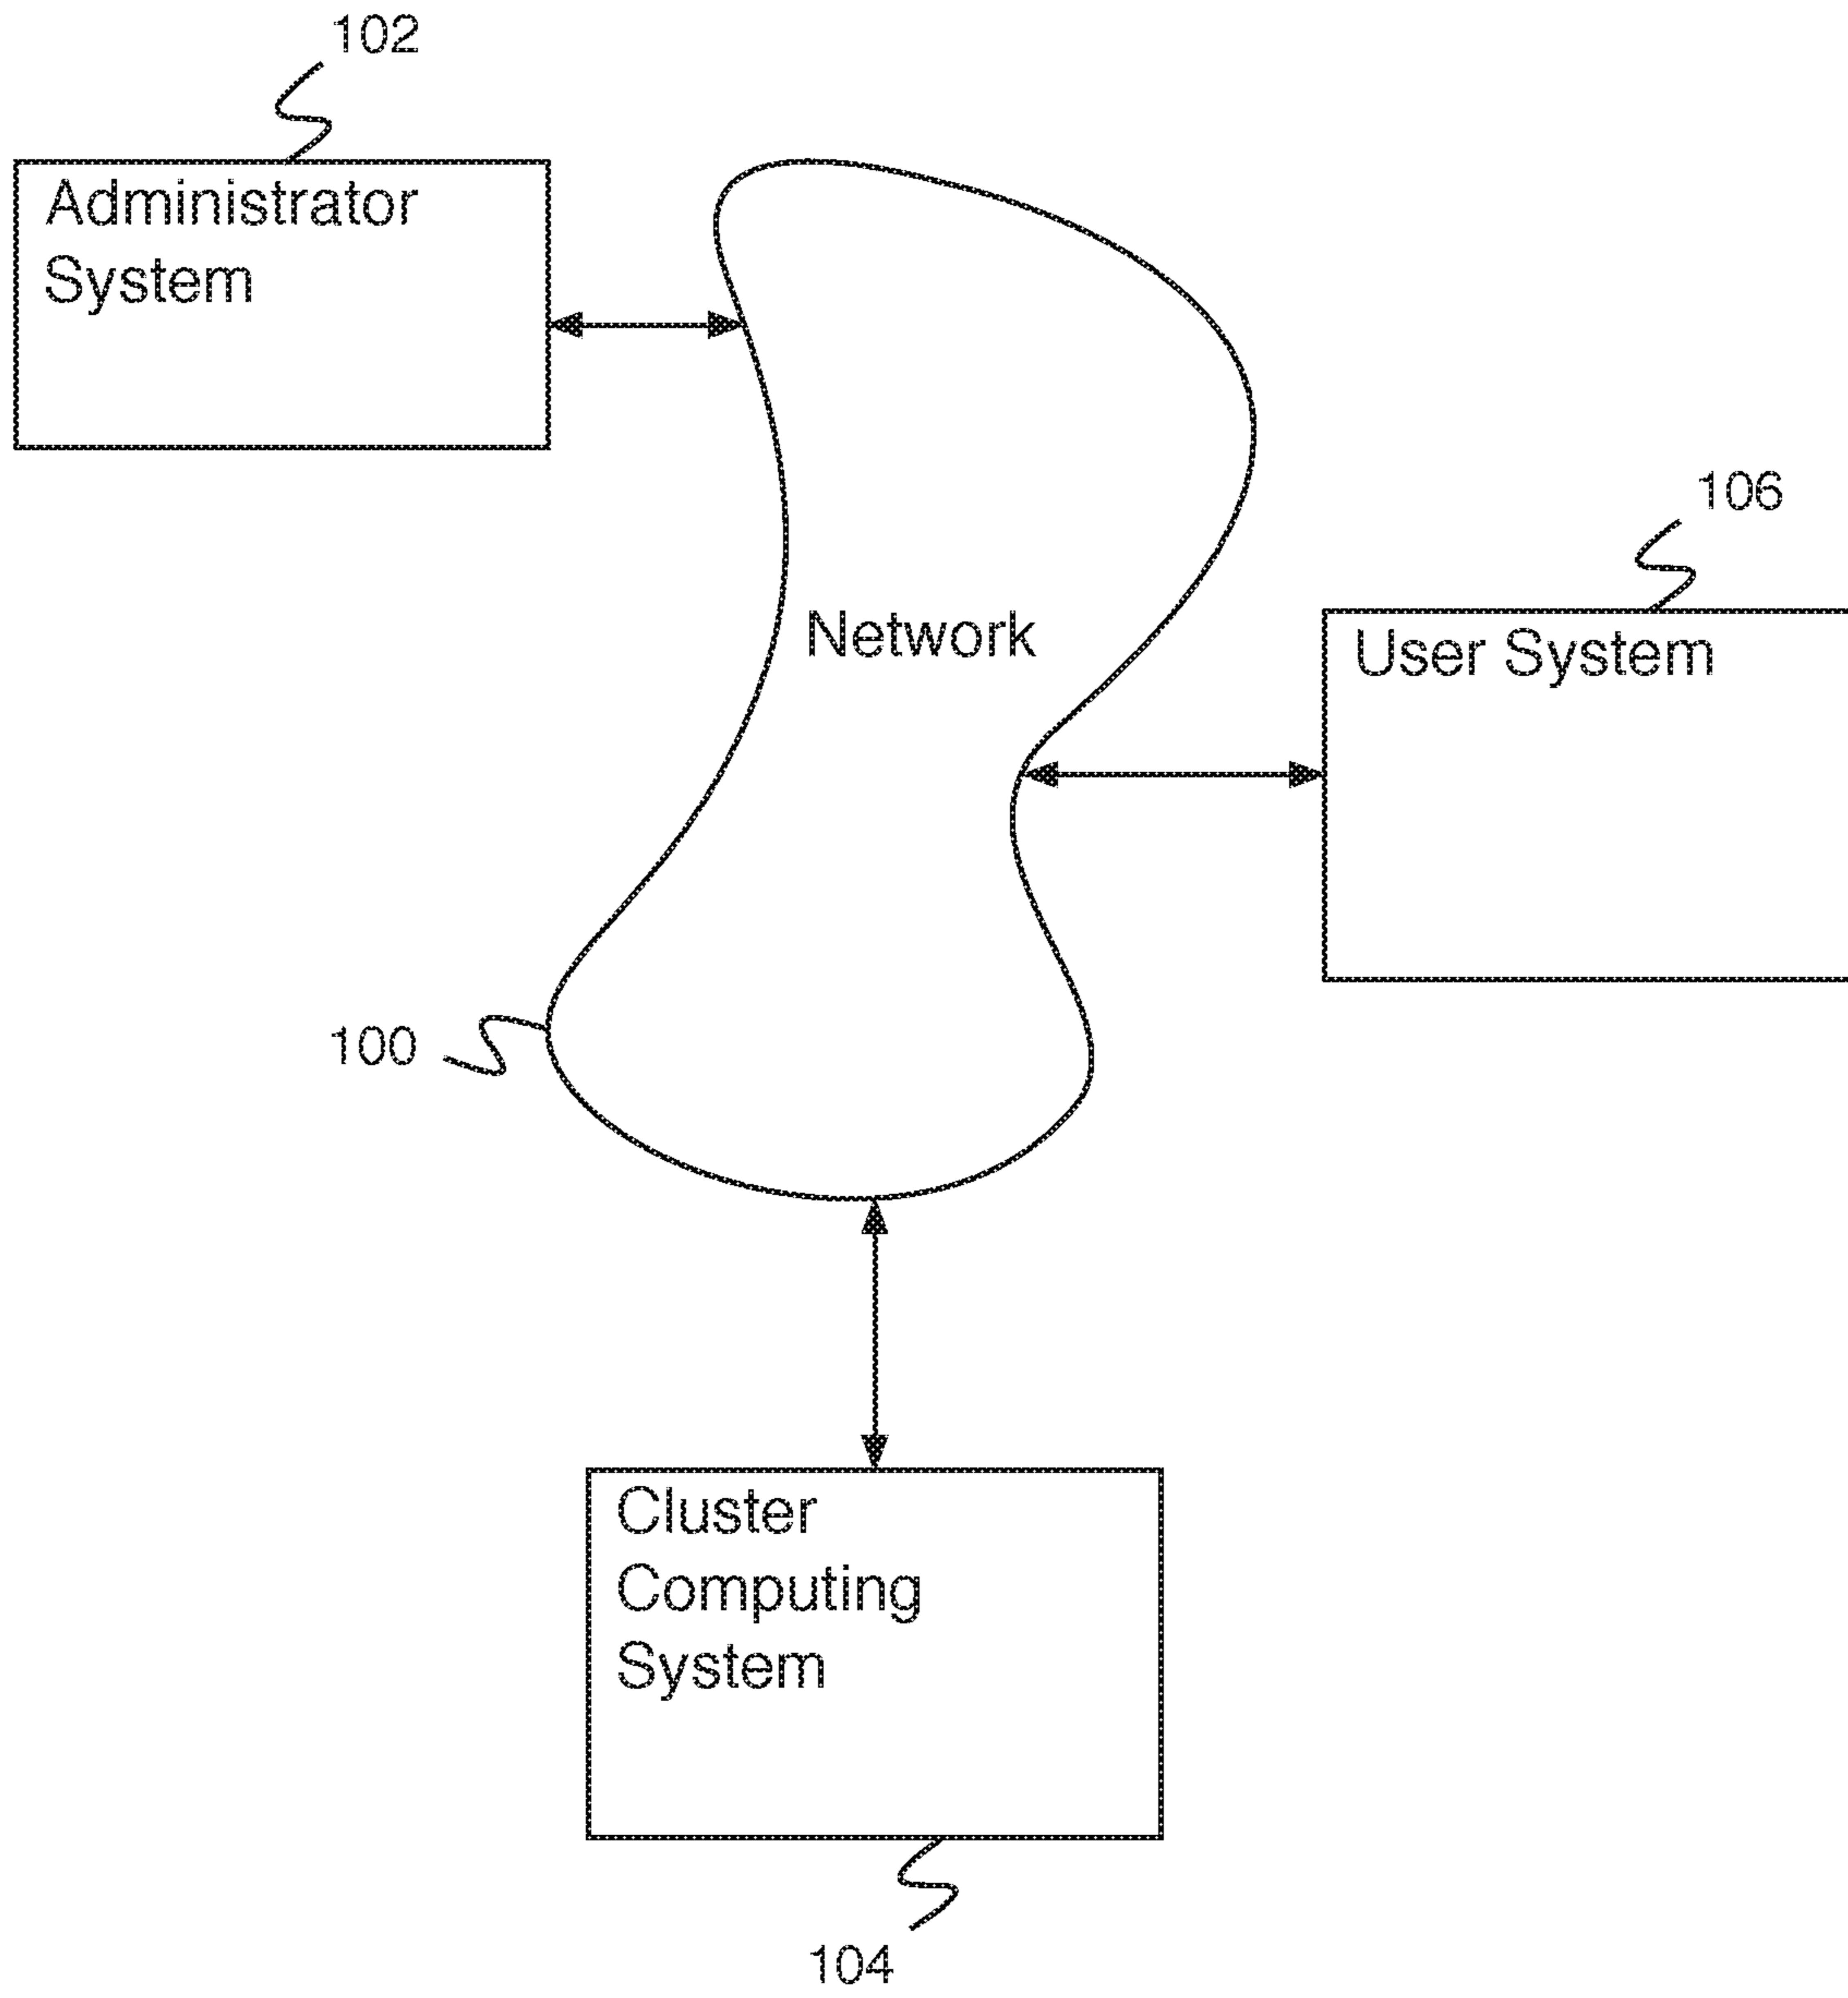 102
Administrator
System
106
Network
User System
100
Cluster
Computing
System
104